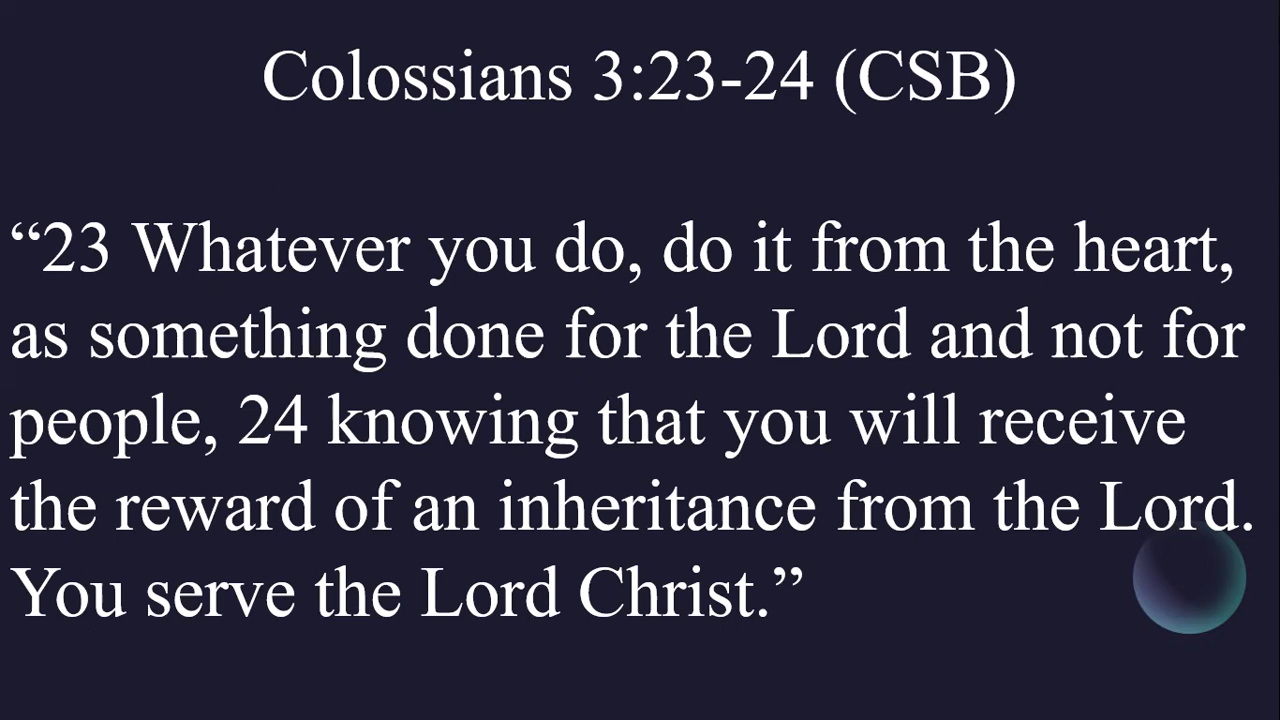 Colossians 3:23-24 (CSB)
“23 Whatever you do, do it from the heart,
as something done for the Lord and not for
people, 24 knowing that you will receive
the reward of an inheritance from the Lord.
You serve the Lord Christ.”